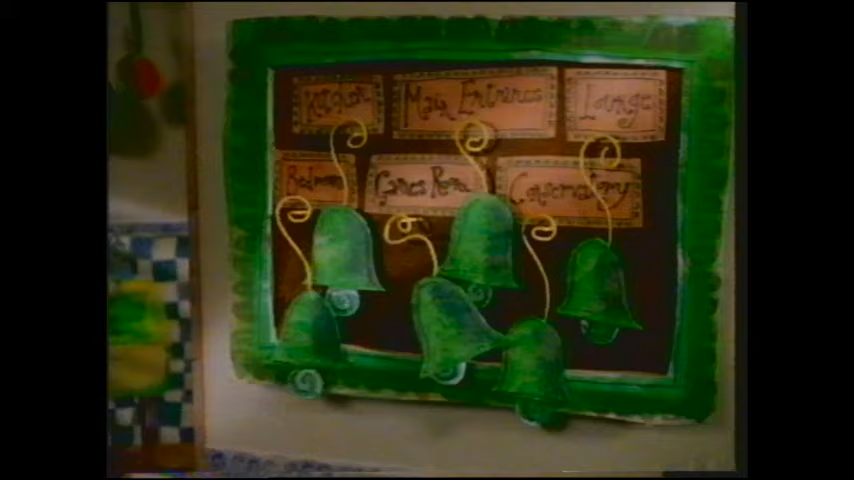 Kitchen
Main Entrance
Lounge
Bedroom
Games Room
Conservatory